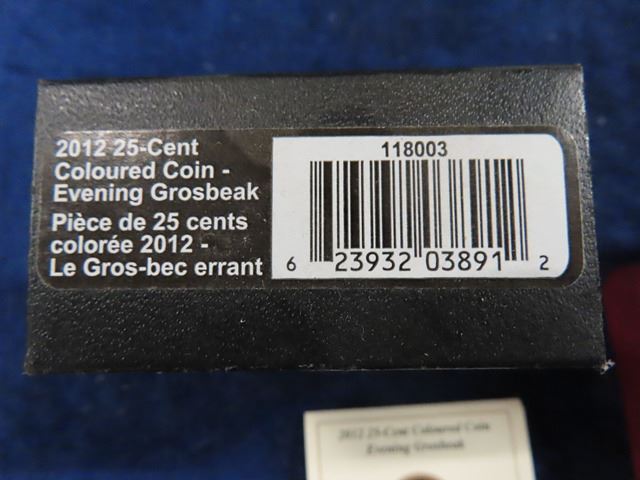 2012 25-Cent
Coloured Coin -
Evening Grosbeak
Pièce de 25 cents
colorée 2012 -
Le Gros-bec errant
118003
6 23932 03891 2
2012 25-Cent Coloured Coin
Evening Grosbeak